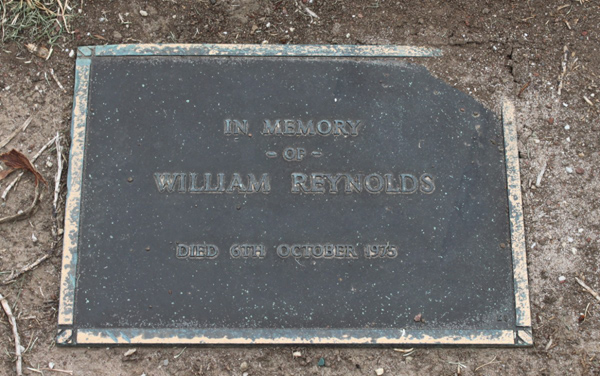 IN MEMORY
- OF -
WILLIAM REYNOLDS
DIED 6TH OCTOBER 1975